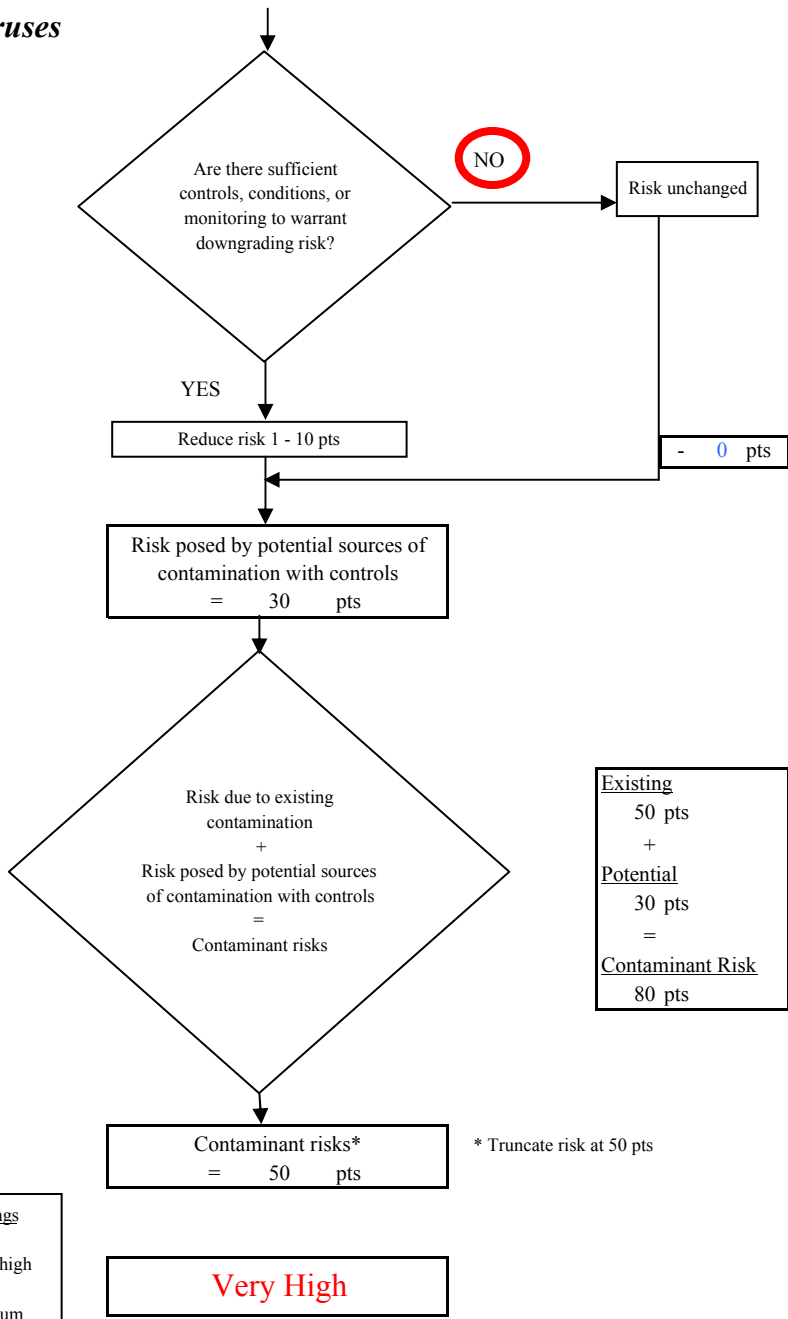 Are there sufficient
controls, conditions, or
monitoring to warrant
downgrading risk?
NO
Risk unchanged
YES
Reduce risk 1 - 10 pts
- 0 pts
Risk posed by potential sources of
contamination with controls
= 30 pts
Risk due to existing
contamination
+
Risk posed by potential sources
of contamination with controls
=
Contaminant risks
Existing
50 pts
+
Potential
30 pts
=
Contaminant Risk
80 pts
Contaminant risks*
= 50 pts
* Truncate risk at 50 pts
high
Very High